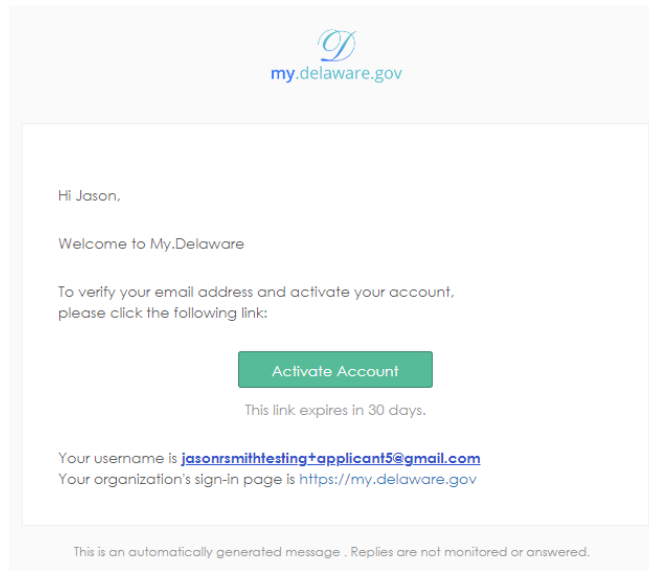 D
my.delaware.gov
Hi Jason,
Welcome to My.Delaware
To verify your email address and activate your account,
please click the following link:
Activate Account
This link expires in 30 days.
Your username is jasonrsmithtesting+applicant5@gmail.com
Your organization's sign-in page is https://my.delaware.gov
This is an automatically generated message . Replies are not monitored or answered.